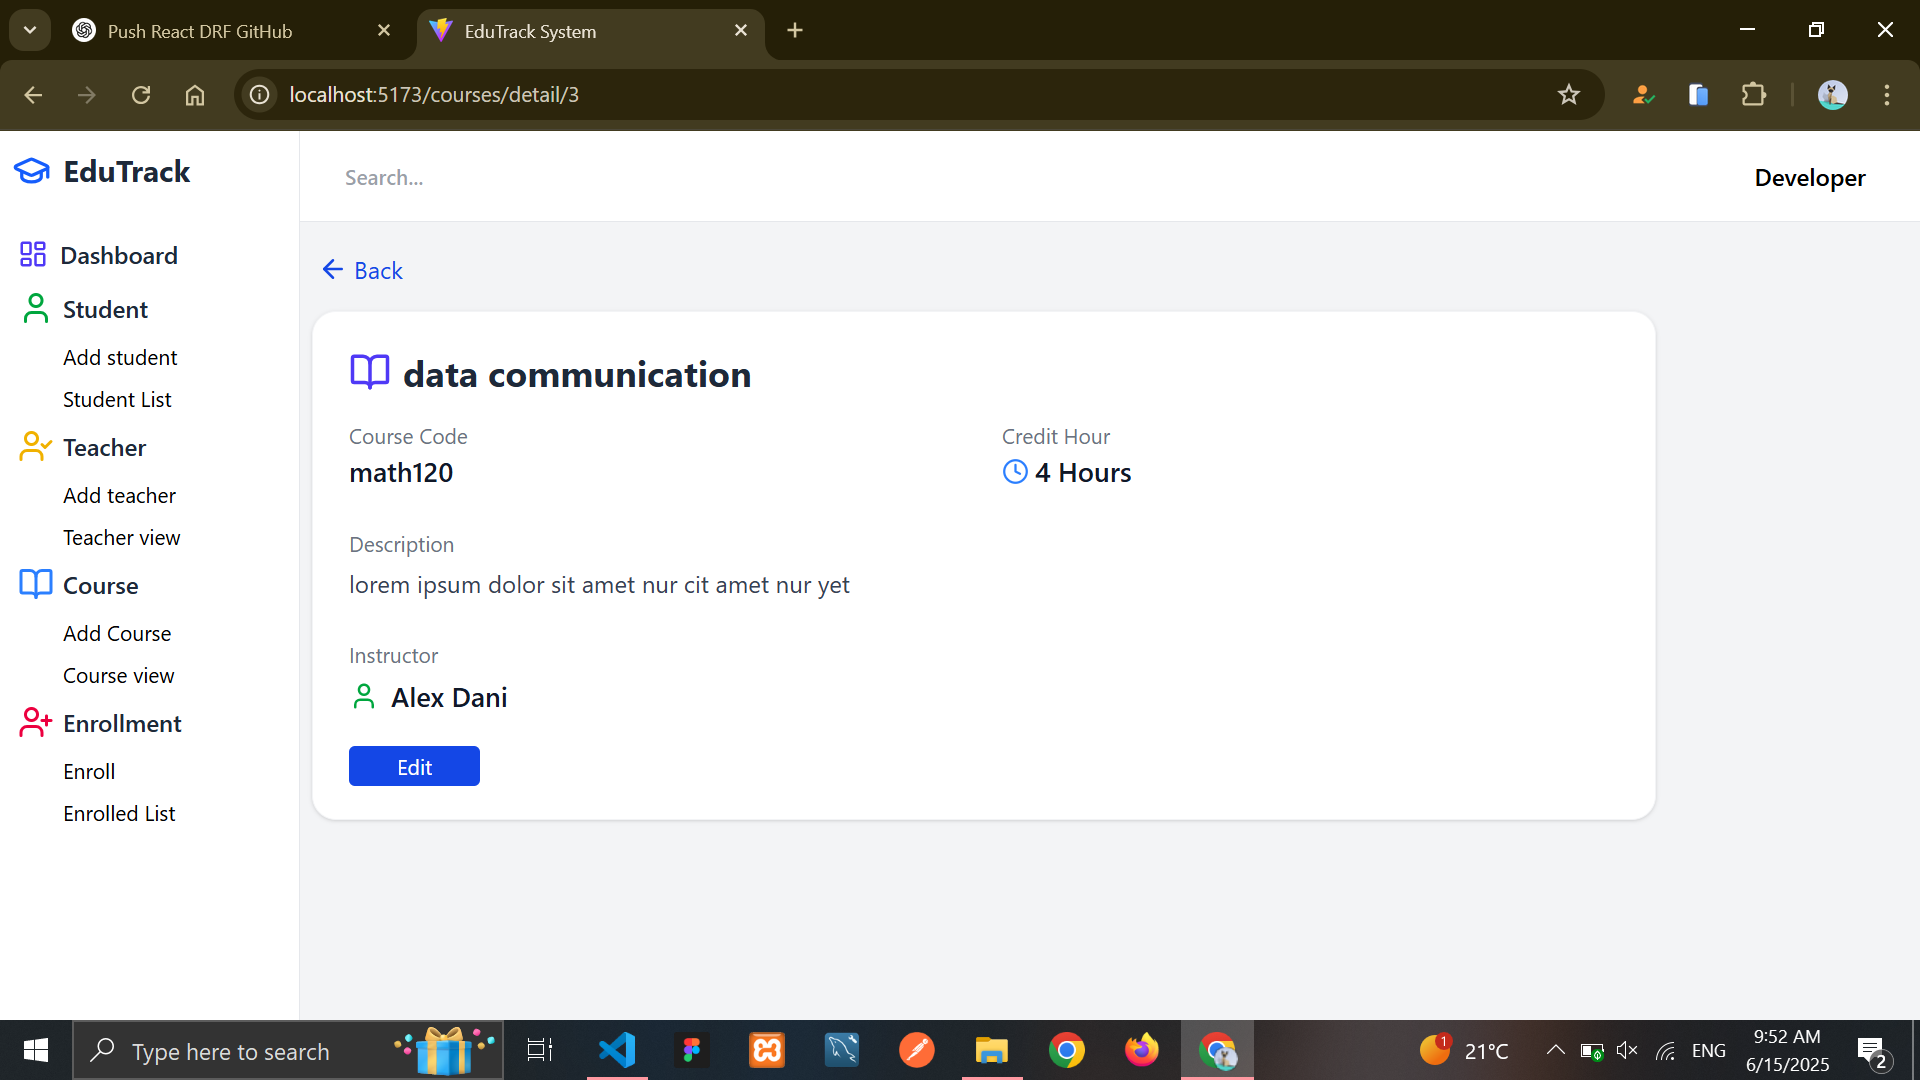 Push React DRF GitHub
EduTrack System
localhost:5173/courses/detail/3
EduTrack
Search...
Developer
Dashboard
Student
Add student
Student List
Teacher
Add teacher
Teacher view
Course
Add Course
Course view
Enrollment
Enroll
Enrolled List
Back
data communication
Course Code
math120
Credit Hour
4 Hours
Description
lorem ipsum dolor sit amet nur cit amet nur yet
Instructor
Alex Dani
Edit
Type here to search
1
21°C
ENG
9:52 AM
6/15/2025
2